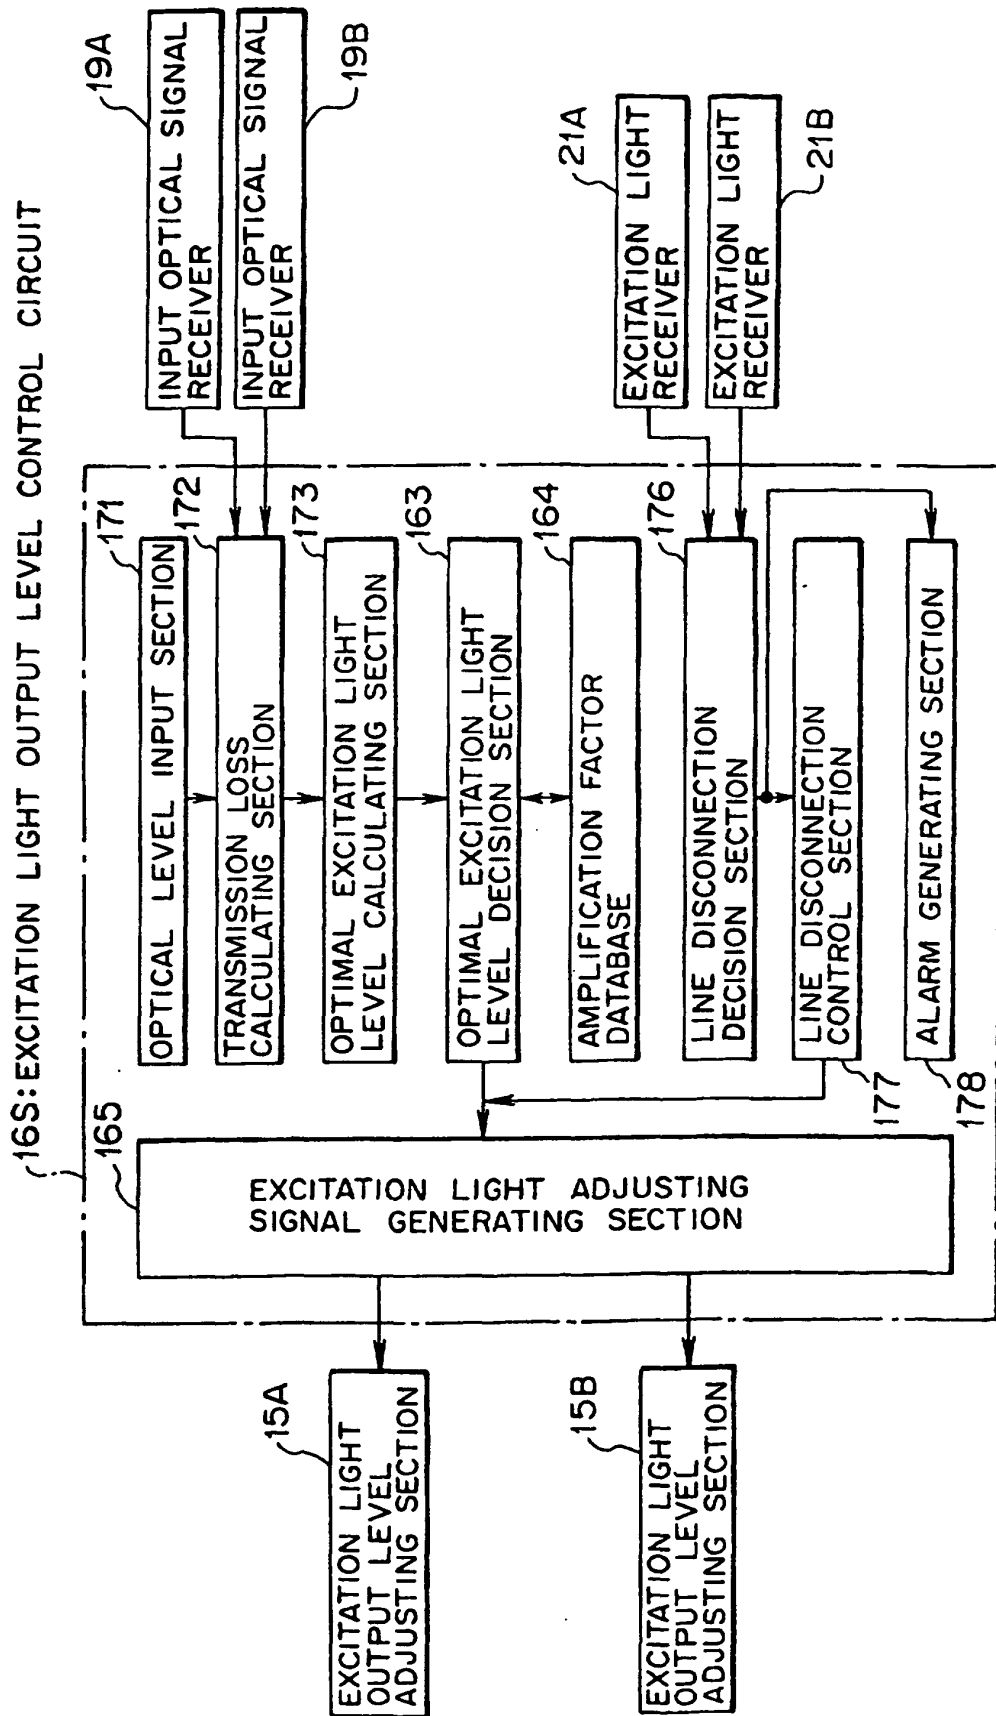 16S:EXCITATION LIGHT OUTPUT LEVEL CONTROL CIRCUIT
165
EXCITATION LIGHT ADJUSTING
SIGNAL GENERATING SECTION
15A
EXCITATION LIGHT
OUTPUT LEVEL
ADJUSTING SECTION
15B
EXCITATION LIGHT
OUTPUT LEVEL
ADJUSTING SECTION
171
OPTICAL LEVEL INPUT SECTION
172
TRANSMISSION LOSS
CALCULATING SECTION
173
OPTIMAL EXCITATION LIGHT
LEVEL CALCULATING SECTION
163
OPTIMAL EXCITATION LIGHT
LEVEL DECISION SECTION
164
AMPLIFICATION FACTOR
DATABASE
176
LINE DISCONNECTION
DECISION SECTION
LINE DISCONNECTION
CONTROL SECTION
177
ALARM GENERATING SECTION
178
19A
INPUT OPTICAL SIGNAL
RECEIVER
INPUT OPTICAL SIGNAL
RECEIVER
19B
21A
EXCITATION LIGHT
RECEIVER
EXCITATION LIGHT
RECEIVER
21B